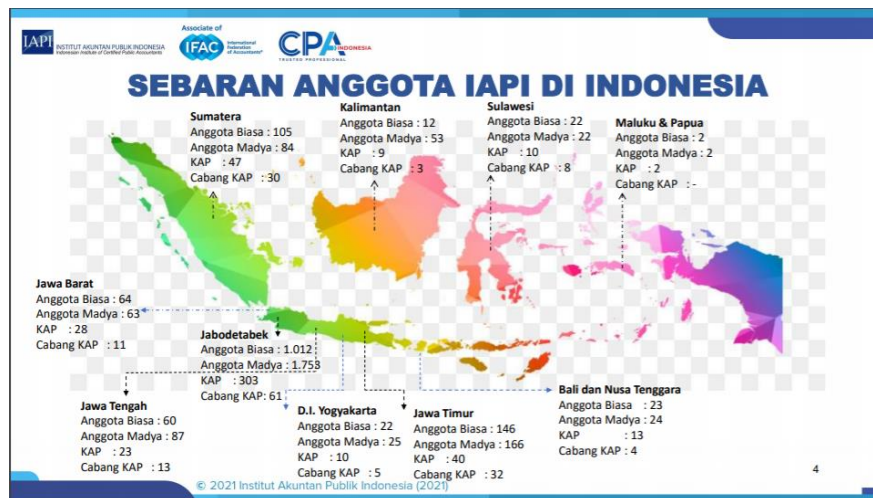 IAPI
INSTITUT AKUNTAN PUBLIK INDONESIA
Indonesian Institute of Certified Public Accountants
Associate of
IFAC
International
Federation
of Accountants®
CPA INDONESIA
TRUSTED PROFESSIONAL
SEBARAN ANGGOTA IAPI DI INDONESIA
Sumatera
Anggota Biasa : 105
Anggota Madya : 84
KAP : 47
Cabang KAP : 30
Kalimantan
Anggota Biasa : 12
Anggota Madya : 53
KAP : 9
Cabang KAP : 3
Sulawesi
Anggota Biasa : 22
Anggota Madya : 22
KAP : 10
Cabang KAP : 8
Maluku & Papua
Anggota Biasa : 2
Anggota Madya : 2
KAP : 2
Cabang KAP : -
Jawa Barat
Anggota Biasa : 64
Anggota Madya : 63
KAP : 28
Cabang KAP : 11
Jabodetabek
Anggota Biasa : 1.012
Anggota Madya : 1.753
KAP : 303
Cabang KAP: 61
Jawa Tengah
Anggota Biasa : 60
Anggota Madya : 87
KAP : 23
Cabang KAP : 13
D.I. Yogyakarta
Anggota Biasa : 22
Anggota Madya : 25
KAP : 10
Cabang KAP : 5
Jawa Timur
Anggota Biasa : 146
Anggota Madya : 166
KAP : 40
Cabang KAP : 32
Bali dan Nusa Tenggara
Anggota Biasa : 23
Anggota Madya : 24
KAP : 13
Cabang KAP : 4
4
© 2021 Institut Akuntan Publik Indonesia (2021)